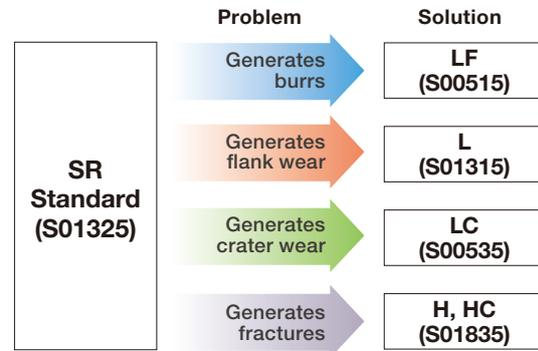 Problem
Solution
SR
Standard
(S01325)
Generates
burrs
LF
(S00515)
Generates
flank wear
L
(S01315)
Generates
crater wear
LC
(S00535)
Generates
fractures
H, HC
(S01835)